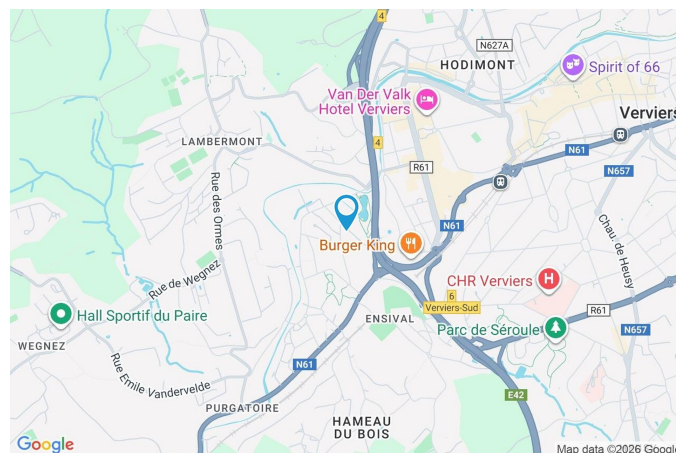 4
N627A
HODIMONT
Spirit of 66
Van Der Valk
Hotel Verviers
Verviers
LAMBERMONT
4
N61
R61
N657
Rue des Ormes
N61
Burger King
Chau. de Heusy
Rue de Wegnez
CHR Verviers
H
6
Verviers-Sud
R61
Hall Sportif du Paire
ENSIVAL
Parc de Séroule
N657
WEGNEZ
Rue Emile Vandervelde
N61
E42
PURGATOIRE
HAMEAU
DU BOIS
Google
Map data ©2026 Google